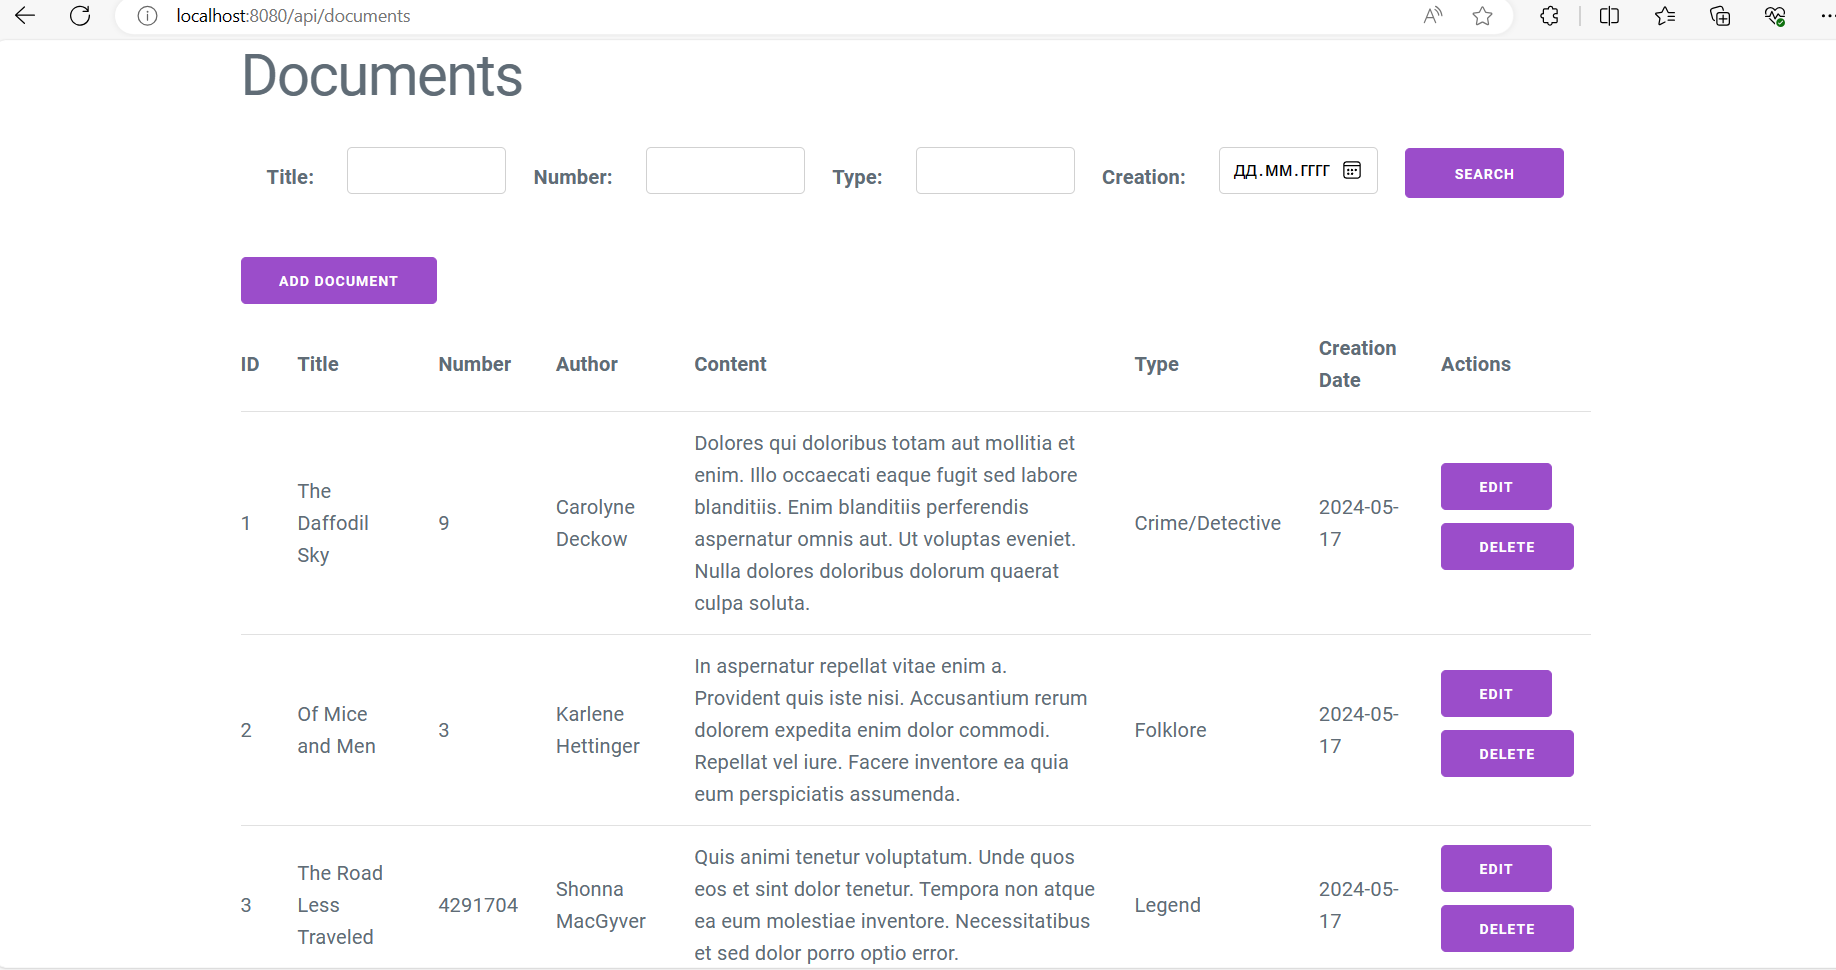 localhost:8080/api/documents
Documents
Title: Number: Type: Creation: ДД.ММ.ГГГГ SEARCH
ADD DOCUMENT
ID Title Number Author Content Type Creation Date Actions
1
The
Daffodil
Sky
9
Carolyne
Deckow
Dolores qui doloribus totam aut mollitia et
enim. Illo occaecati eaque fugit sed labore
blanditiis. Enim blanditiis perferendis
aspernatur omnis aut. Ut voluptas eveniet.
Nulla dolores doloribus dolorum quaerat
culpa soluta.
Crime/Detective
2024-05-
17
EDIT
DELETE
2
Of Mice
and Men
3
Karlene
Hettinger
In aspernatur repellat vitae enim a.
Provident quis iste nisi. Accusantium rerum
dolorem expedita enim dolor commodi.
Repellat vel iure. Facere inventore ea quia
eum perspiciatis assumenda.
Folklore
2024-05-
17
EDIT
DELETE
3
The Road
Less
Traveled
4291704
Shonna
MacGyver
Quis animi tenetur voluptatum. Unde quos
eos et sint dolor tenetur. Tempora non atque
ea eum molestiae inventore. Necessitatibus
et sed dolor porro optio error.
Legend
2024-05-
17
EDIT
DELETE